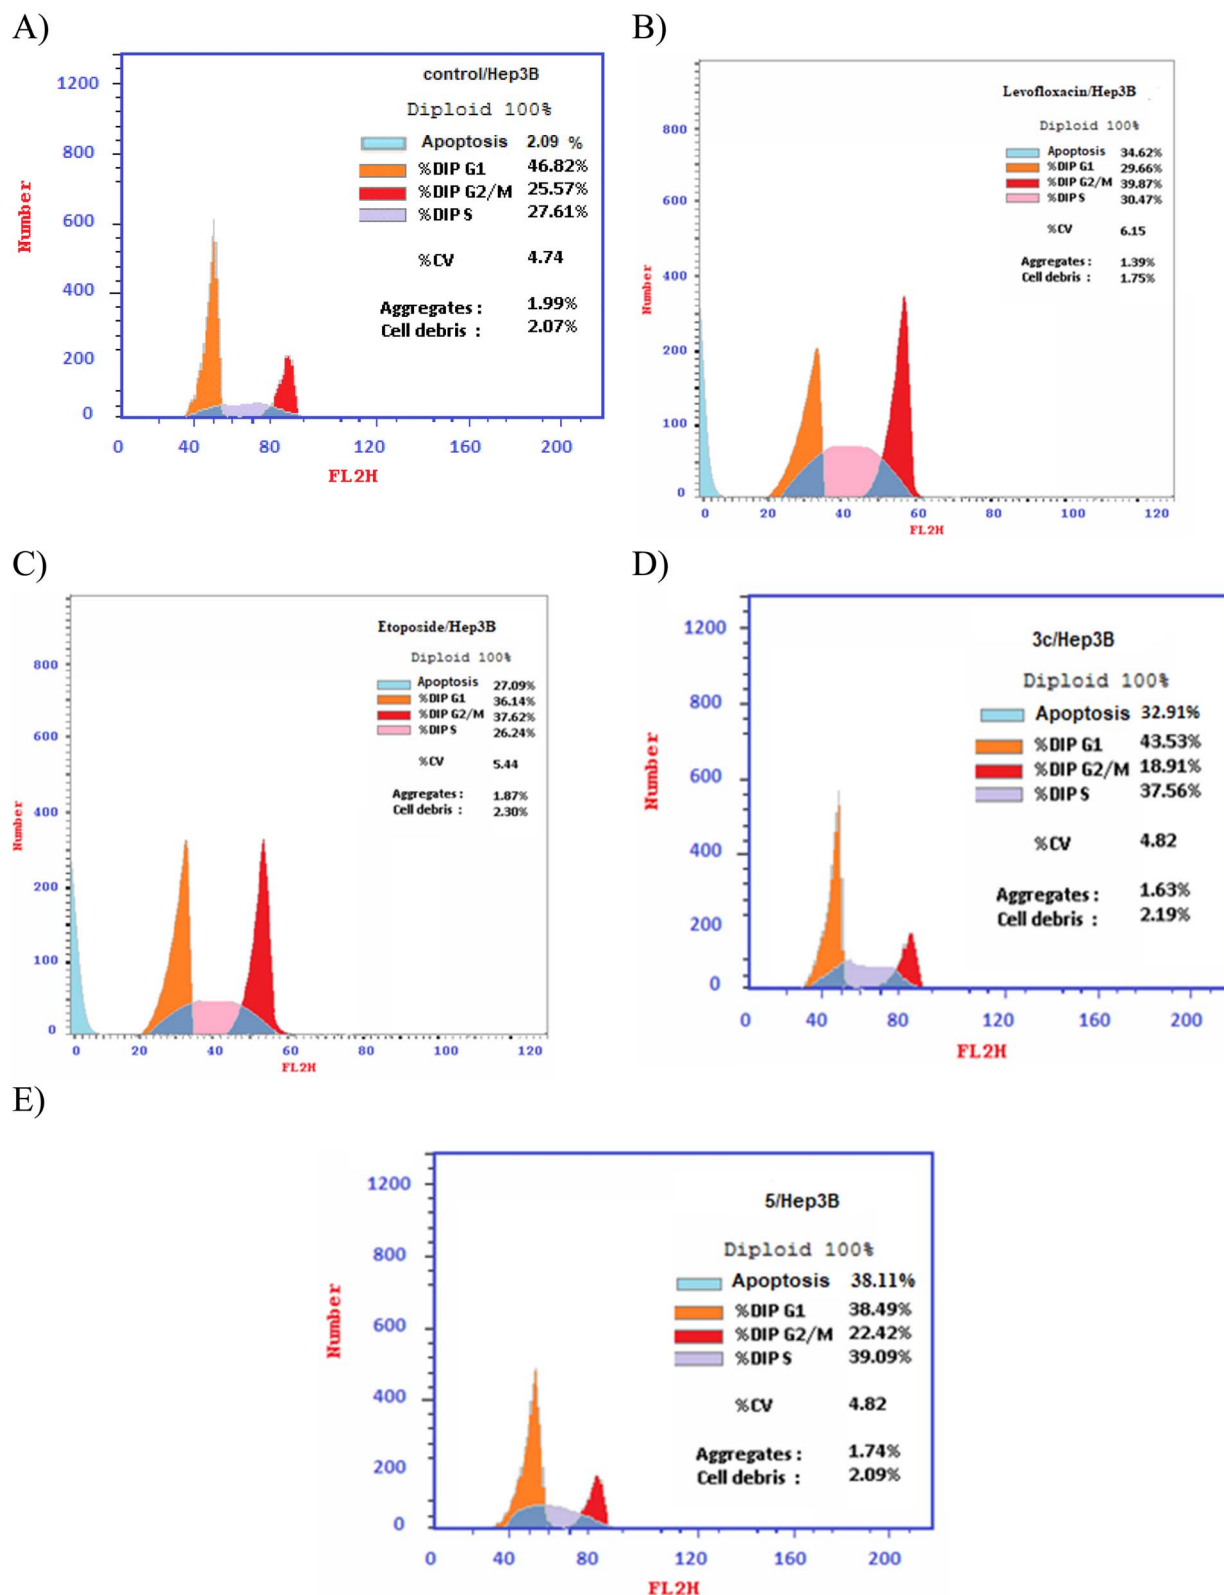 A)
control/Hep3B
Diploid 100%
Apoptosis 2.09 %
%DIP G1 46.82%
%DIP G2/M 25.57%
%DIP S 27.61%
%CV 4.74
Aggregates : 1.99%
Cell debris : 2.07%
Number
1200
800
600
400
200
0
0 40 80 120 160 200
FL2H
B)
Levofloxacin/Hep3B
Diploid 100%
Apoptosis 34.62%
%DIP G1 29.66%
%DIP G2/M 39.87%
%DIP S 30.47%
%CV 6.15
Aggregates : 1.39%
Cell debris : 1.75%
Number
800
600
400
200
100
0
0 20 40 60 80 100 120
FL2H
C)
Etoposide/Hep3B
Diploid 100%
Apoptosis 27.09%
%DIP G1 36.14%
%DIP G2/M 37.62%
%DIP S 26.24%
%CV 5.44
Aggregates : 1.87%
Cell debris : 2.30%
Number
800
600
400
200
100
0
0 20 40 60 80 100 120
FL2H
D)
3c/Hep3B
Diploid 100%
Apoptosis 32.91%
%DIP G1 43.53%
%DIP G2/M 18.91%
%DIP S 37.56%
%CV 4.82
Aggregates : 1.63%
Cell debris : 2.19%
Number
1200
800
600
400
200
0
0 40 80 120 160 200
FL2H
E)
5/Hep3B
Diploid 100%
Apoptosis 38.11%
%DIP G1 38.49%
%DIP G2/M 22.42%
%DIP S 39.09%
%CV 4.82
Aggregates : 1.74%
Cell debris : 2.09%
Number
1200
800
600
400
200
0
0 40 80 120 160 200
FL2H